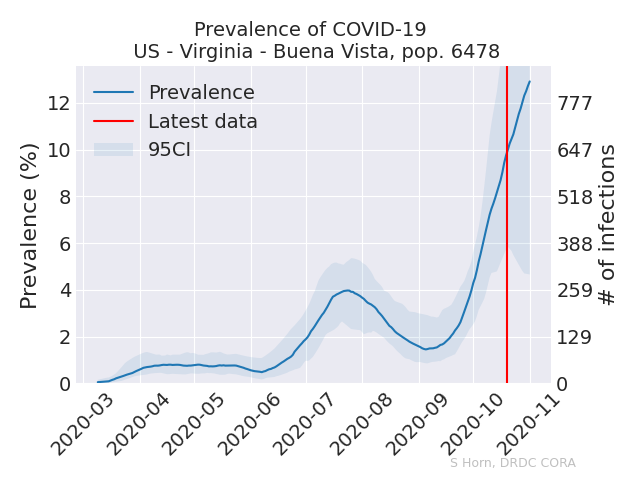 Prevalence of COVID-19
US - Virginia - Buena Vista, pop. 6478
Prevalence
Latest data
95CI
Prevalence (%)
12
10
8
6
4
2
0
777
647
518
388
259
129
0
# of infections
2020-03
2020-04
2020-05
2020-06
2020-07
2020-08
2020-09
2020-10
2020-11
S Horn, DRDC CORA